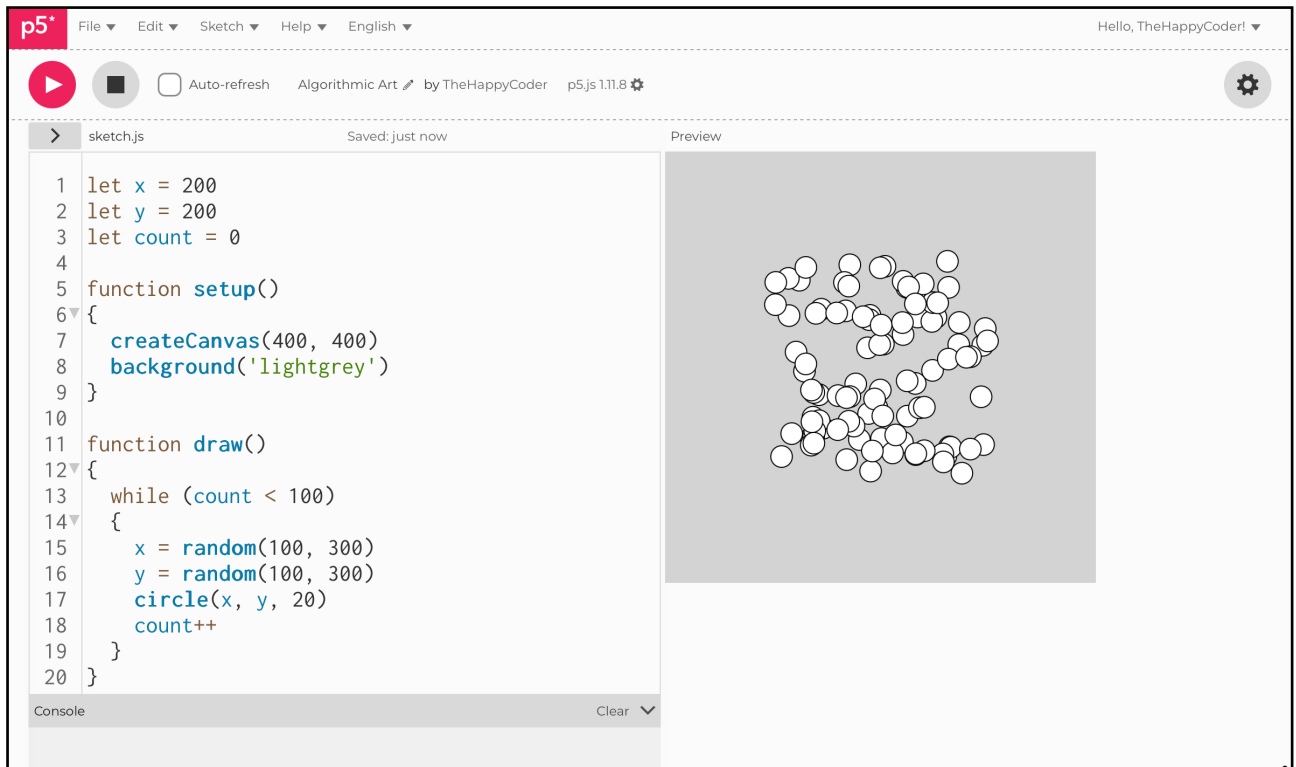 p5* File Edit Sketch Help English Hello, TheHappyCoder!
Auto-refresh Algorithmic Art by TheHappyCoder p5.js 1.11.8
> sketch.js Saved: just now Preview
1 let x = 200
2 let y = 200
3 let count = 0
4
5 function setup()
6 {
7 createCanvas(400, 400)
8 background('lightgrey')
9 }
10
11 function draw()
12 {
13 while (count < 100)
14 {
15 x = random(100, 300)
16 y = random(100, 300)
17 circle(x, y, 20)
18 count++
19 }
20 }
Console Clear